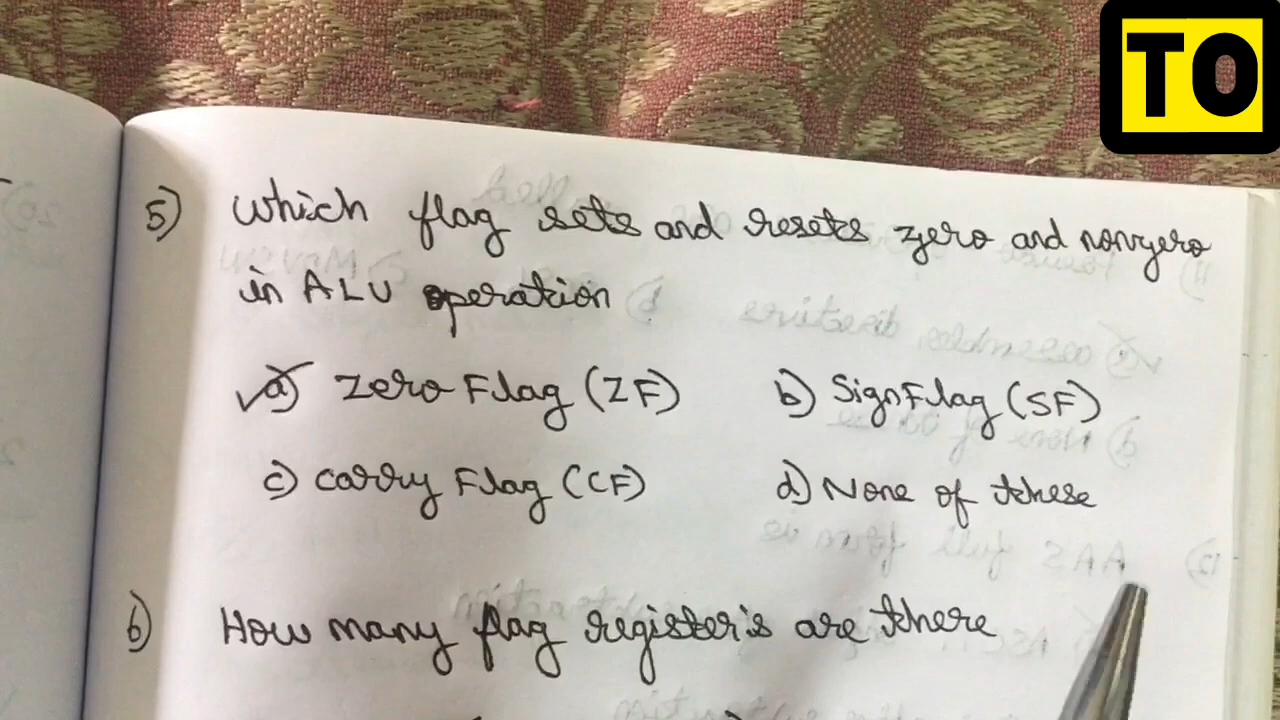 TO
5) which flag sets and resets zero and nonzero
in ALU operation
a) Zero Flag (ZF) b) Sign Flag (SF)
c) carry Flag (CF) d) None of these
6) How many flag register's are there